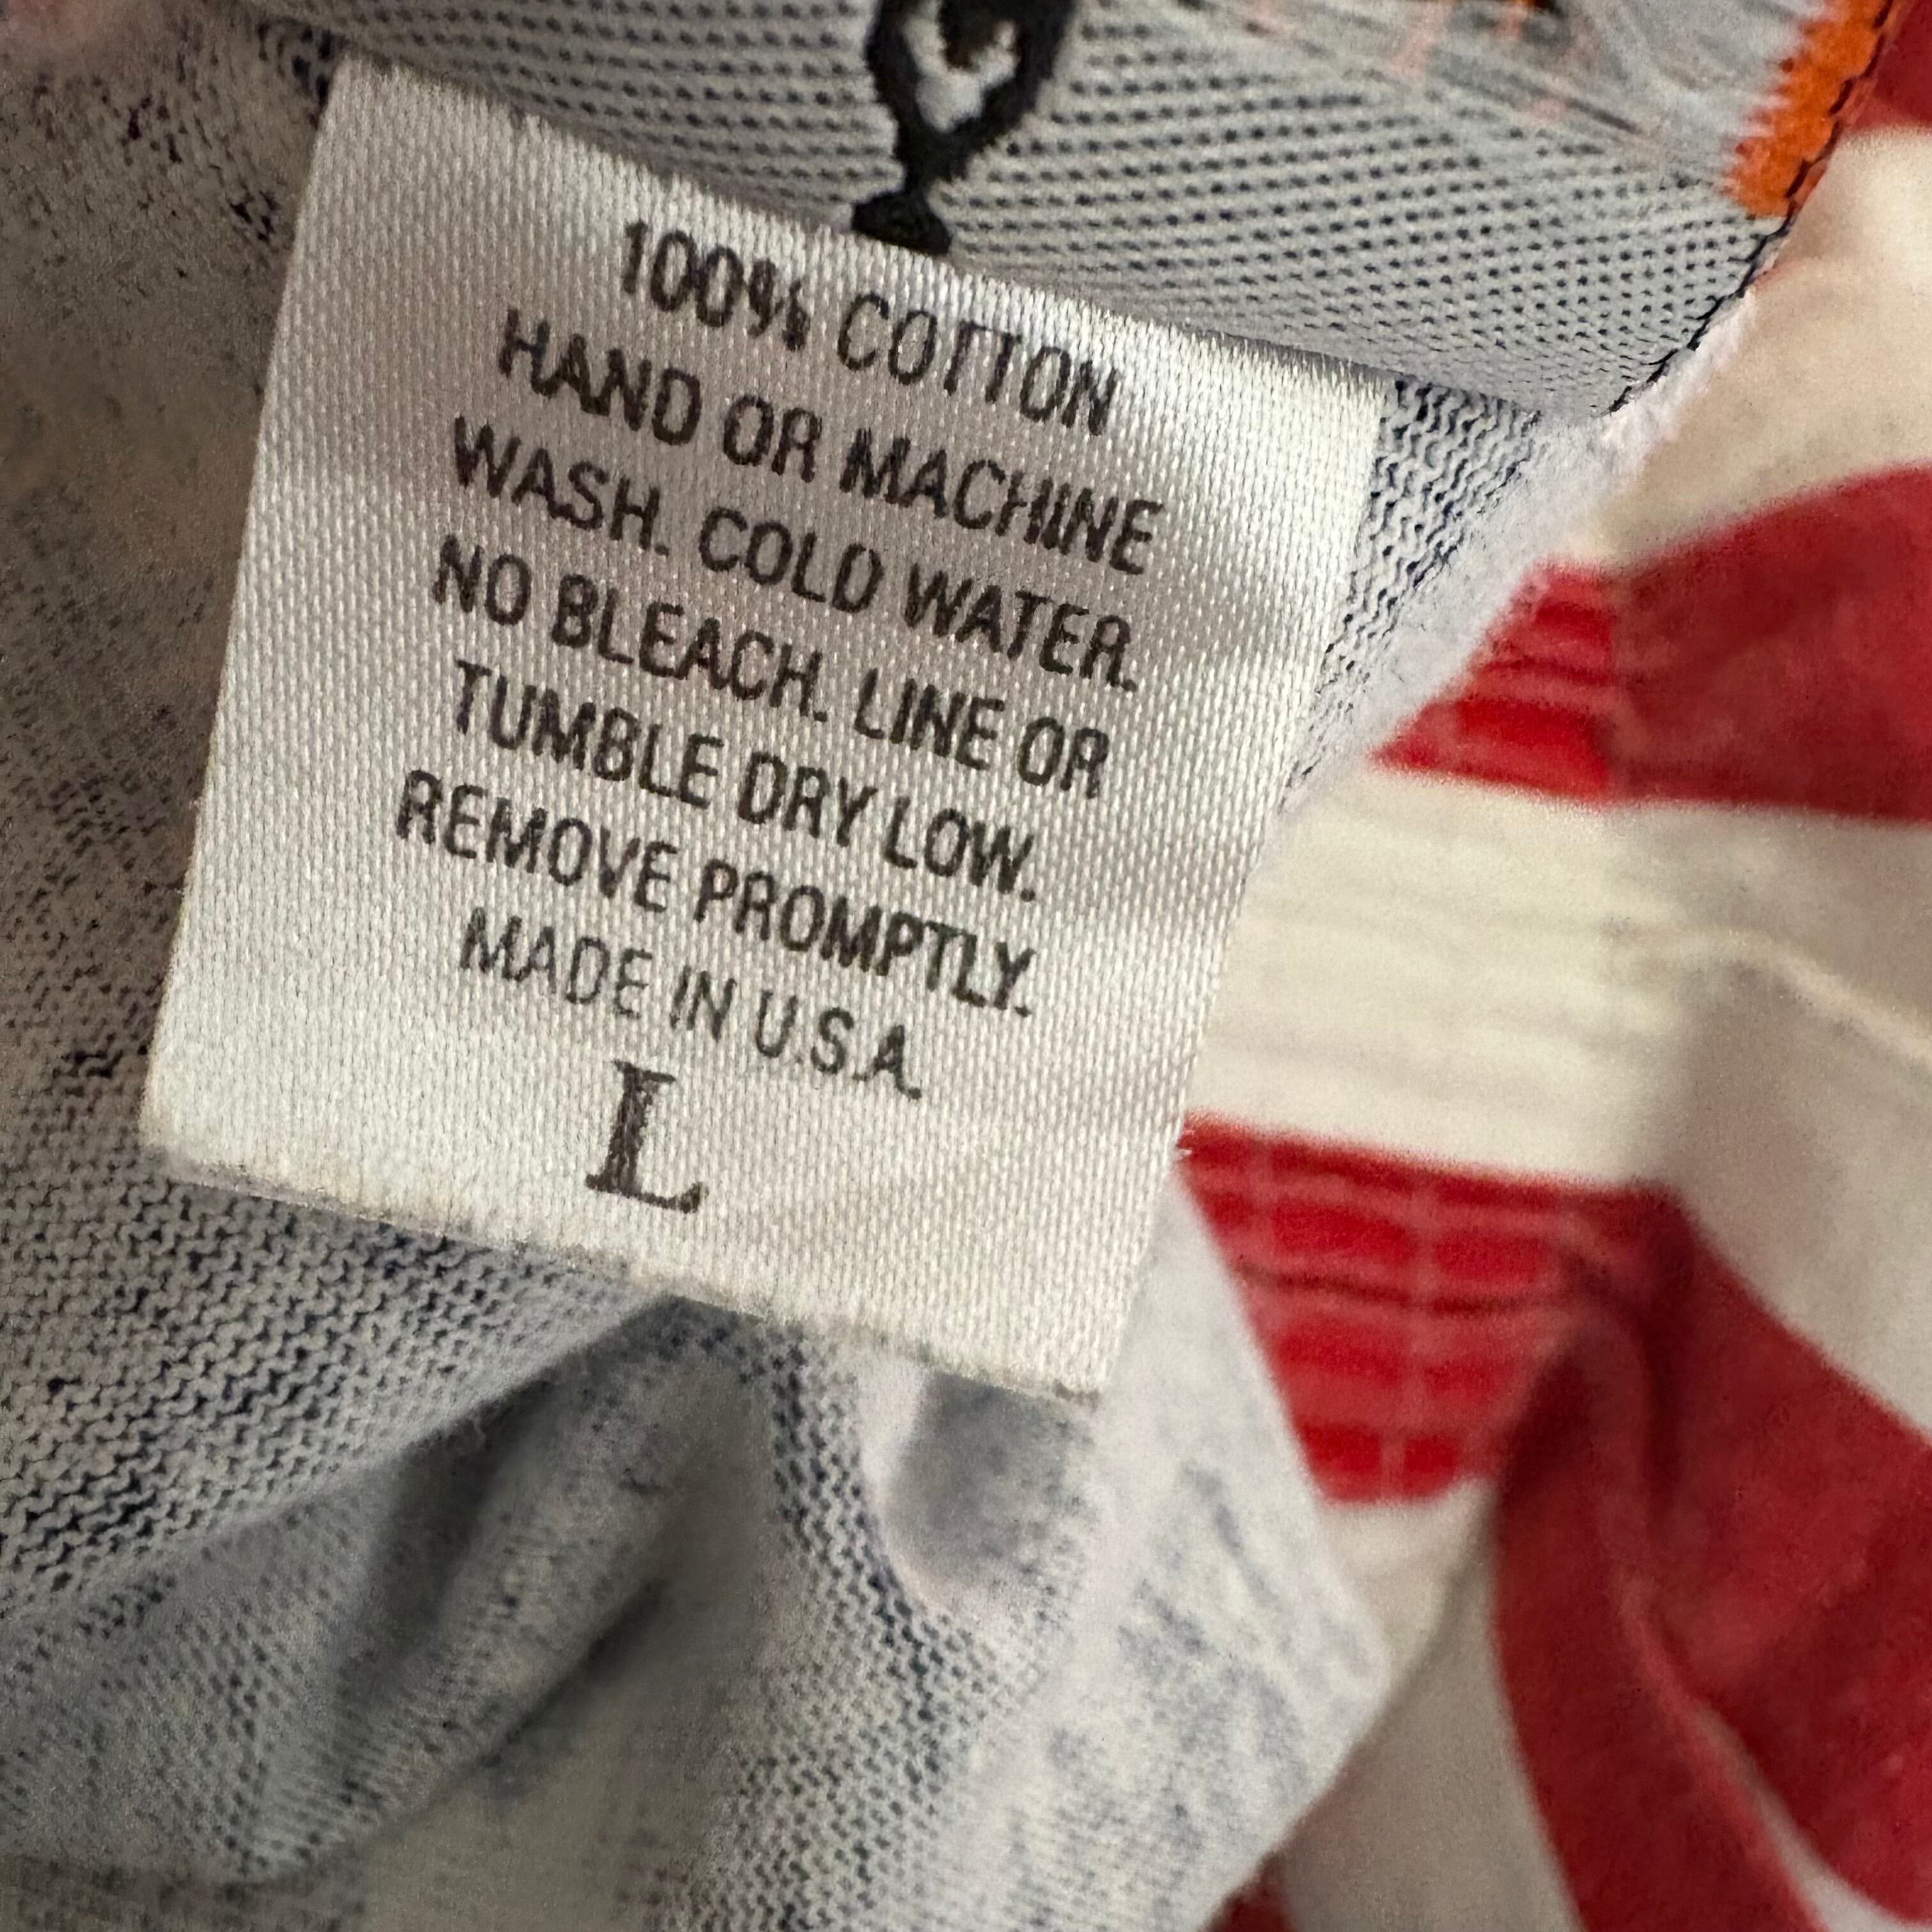 100% COTTON
HAND OR MACHINE
WASH. COLD WATER.
NO BLEACH. LINE OR
TUMBLE DRY LOW.
REMOVE PROMPTLY.
MADE IN U.S.A.
L